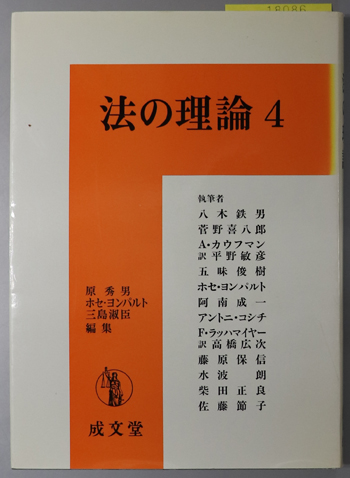 18086
法の理論 4
執筆者
八木鉄男
菅野喜八郎
A・カウフマン
訳 平野敏彦
五味俊樹
ホセ・ヨンパルト
阿南成一
アントニ・コシチ
F・ラッハマイヤー
訳 高橋広次
藤原保信
水波朗
柴田正良
佐藤節子
原秀男
ホセ・ヨンパルト
三島淑臣
編集
成文堂